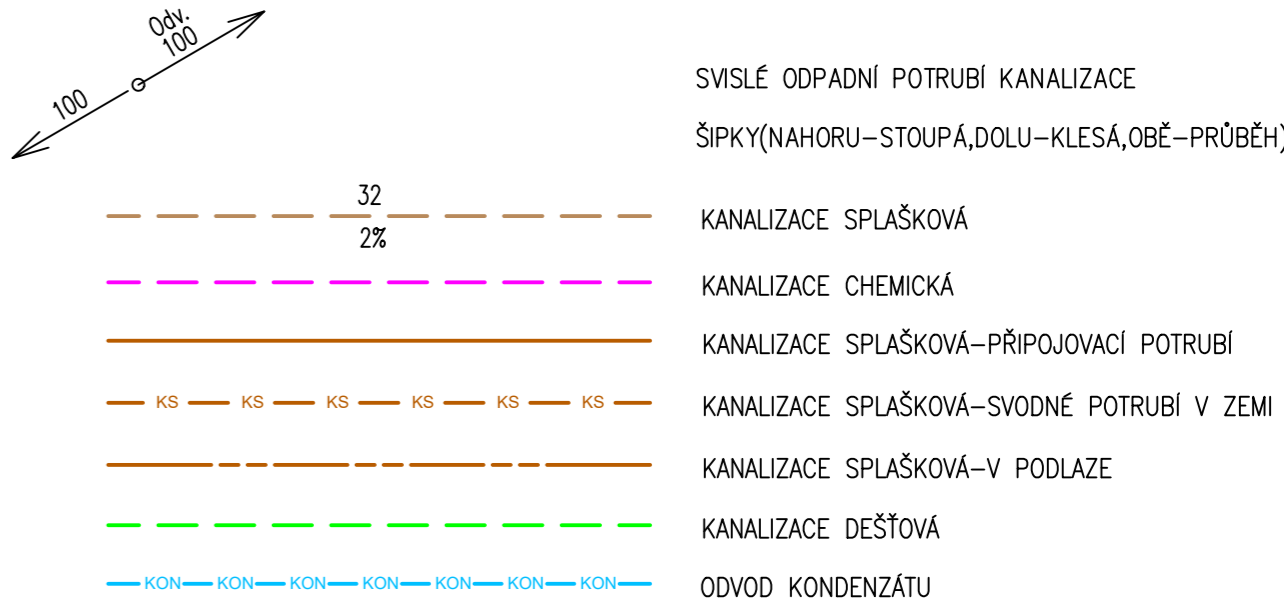 Odv.
100
100
SVISLÉ ODPADNÍ POTRUBÍ KANALIZACE
ŠIPKY(NAHORU–STOUPÁ,DOLU–KLESÁ,OBĚ–PRŮBĚH)
32
2%
KANALIZACE SPLAŠKOVÁ
KANALIZACE CHEMICKÁ
KANALIZACE SPLAŠKOVÁ–PŘIPOJOVACÍ POTRUBÍ
KS KS KS KS KS KS KANALIZACE SPLAŠKOVÁ–SVODNÉ POTRUBÍ V ZEMI
KANALIZACE SPLAŠKOVÁ–V PODLAZE
KANALIZACE DEŠŤOVÁ
KON KON KON KON KON KON KON ODVOD KONDENZÁTU